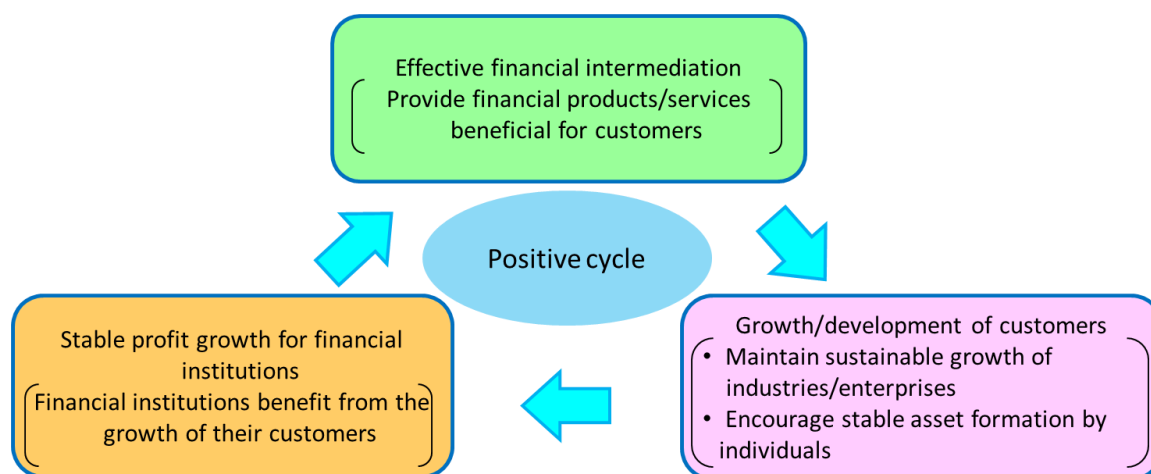 Effective financial intermediation
Provide financial products/services
beneficial for customers
Positive cycle
Stable profit growth for financial
institutions
Financial institutions benefit from the
growth of their customers
Growth/development of customers
• Maintain sustainable growth of
industries/enterprises
• Encourage stable asset formation by
individuals